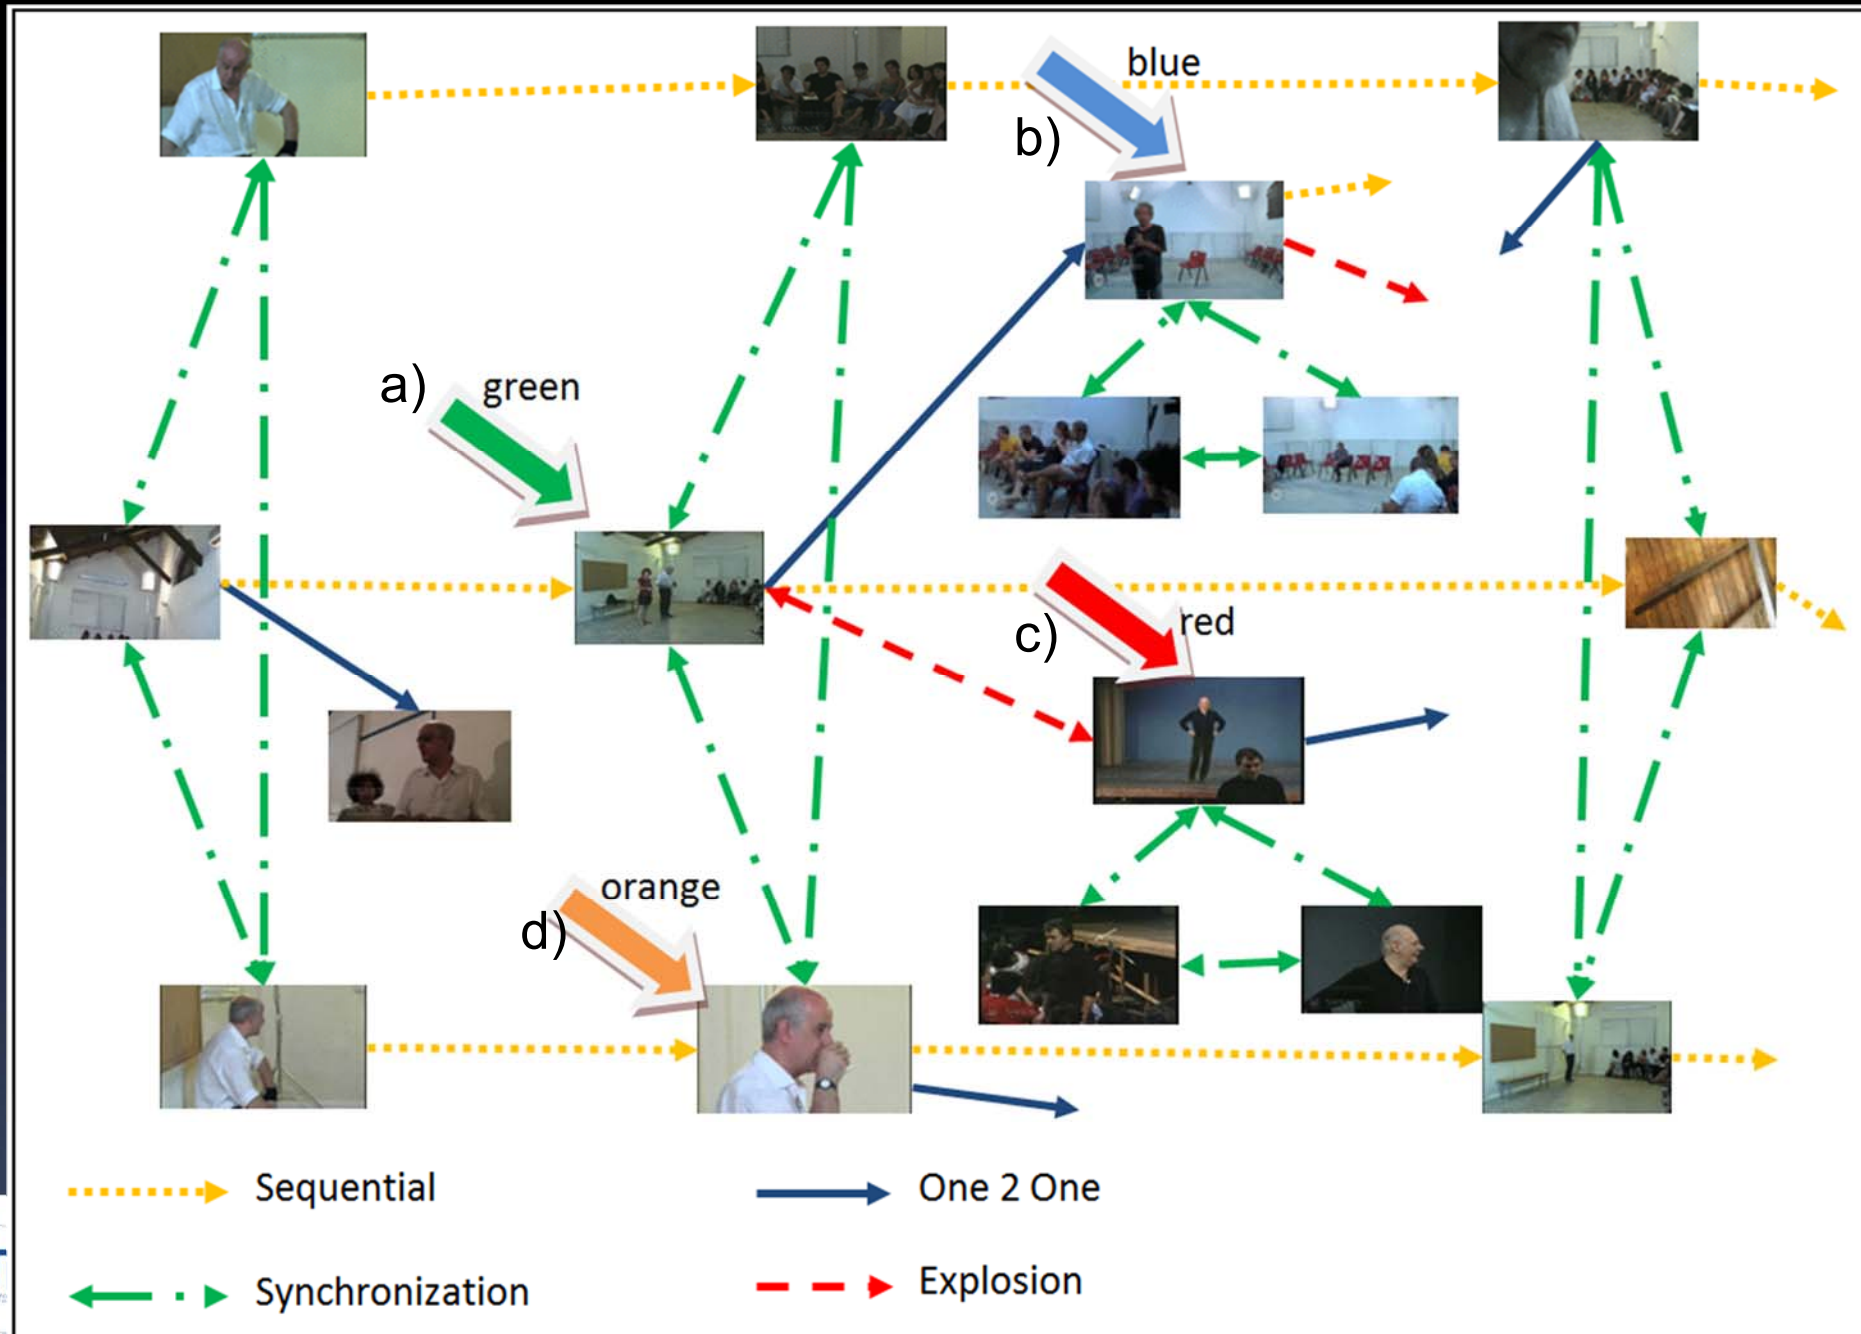 blue
b)
a)
green
c)
red
orange
d)
Sequential
One 2 One
Synchronization
Explosion